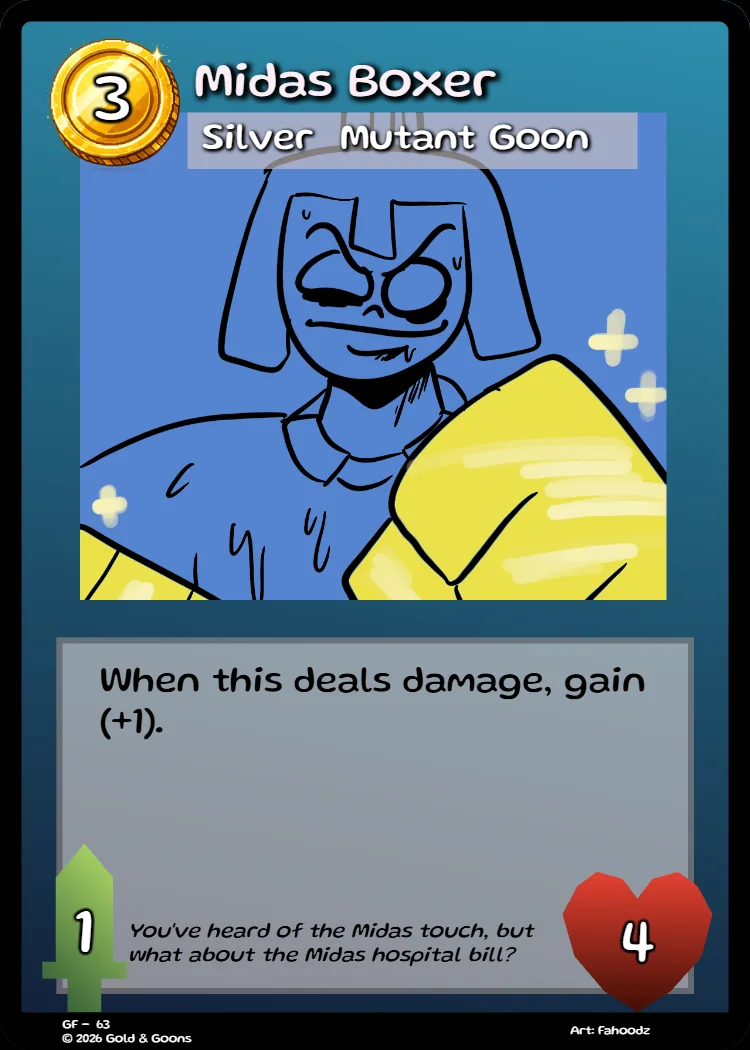 3
Midas Boxer
Silver Mutant Goon
When this deals damage, gain
(+1).
1
You've heard of the Midas touch, but
what about the Midas hospital bill?
4
GF - 63
© 2026 Gold & Goons
Art: Fahoodz